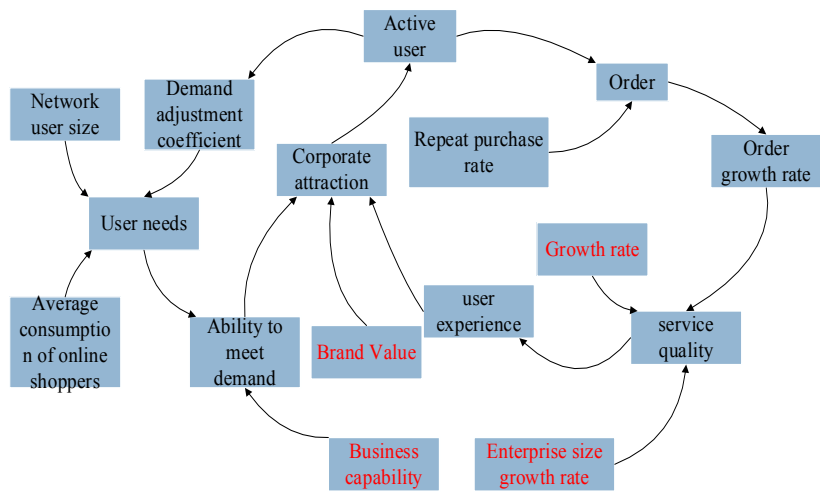 Active
user
Order
Network
user size
Demand
adjustment
coefficient
Repeat purchase
rate
Order
growth rate
Corporate
attraction
User needs
Growth rate
Average
consumptio
n of online
shoppers
Ability to
meet
demand
Brand Value
user
experience
service
quality
Business
capability
Enterprise size
growth rate